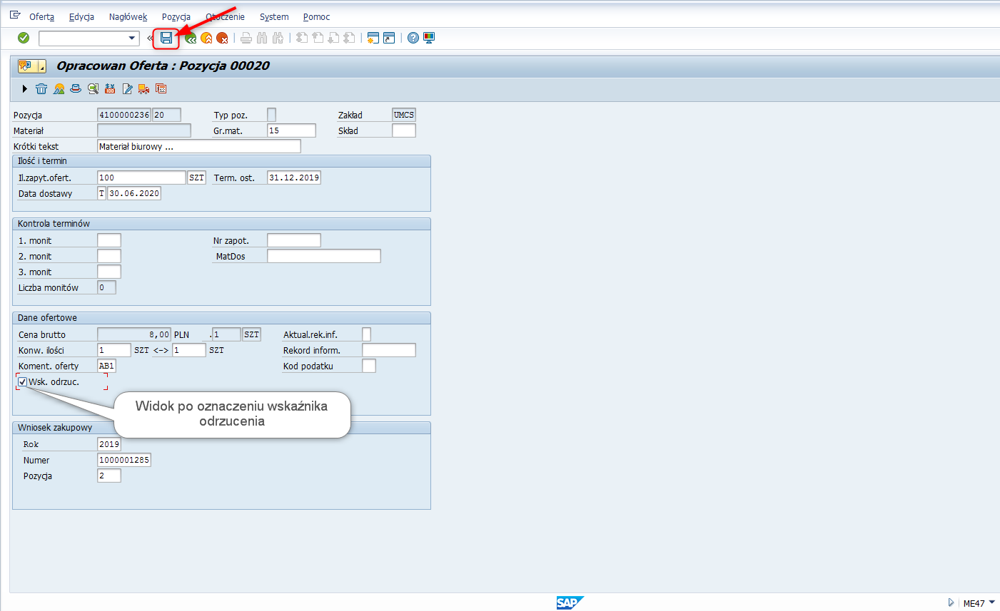 Oferta Edycja Nagłówek Pozycja Otoczenie System Pomoc
Opracowan Oferta : Pozycja 00020
Pozycja 4100000236 20 Typ poz. Zakład UMCS
Materiał Gr.mat. 15 Skład
Krótki tekst Materiał biurowy ...
Ilość i termin
Il.zapyt.ofert. 100 SZT Term. ost. 31.12.2019
Data dostawy T 30.06.2020
Kontrola terminów
1. monit Nr zapot.
2. monit MatDos
3. monit
Liczba monitów 0
Dane ofertowe
Cena brutto 8,00 PLN . 1 SZT Aktual.rek.inf.
Konw. ilości 1 SZT <-> 1 SZT Rekord inform.
Koment. oferty AB1 Kod podatku
Wsk. odrzuc.
Widok po oznaczeniu wskaźnika
odrzucenia
Wniosek zakupowy
Rok 2019
Numer 1000001285
Pozycja 2
SAP ME47